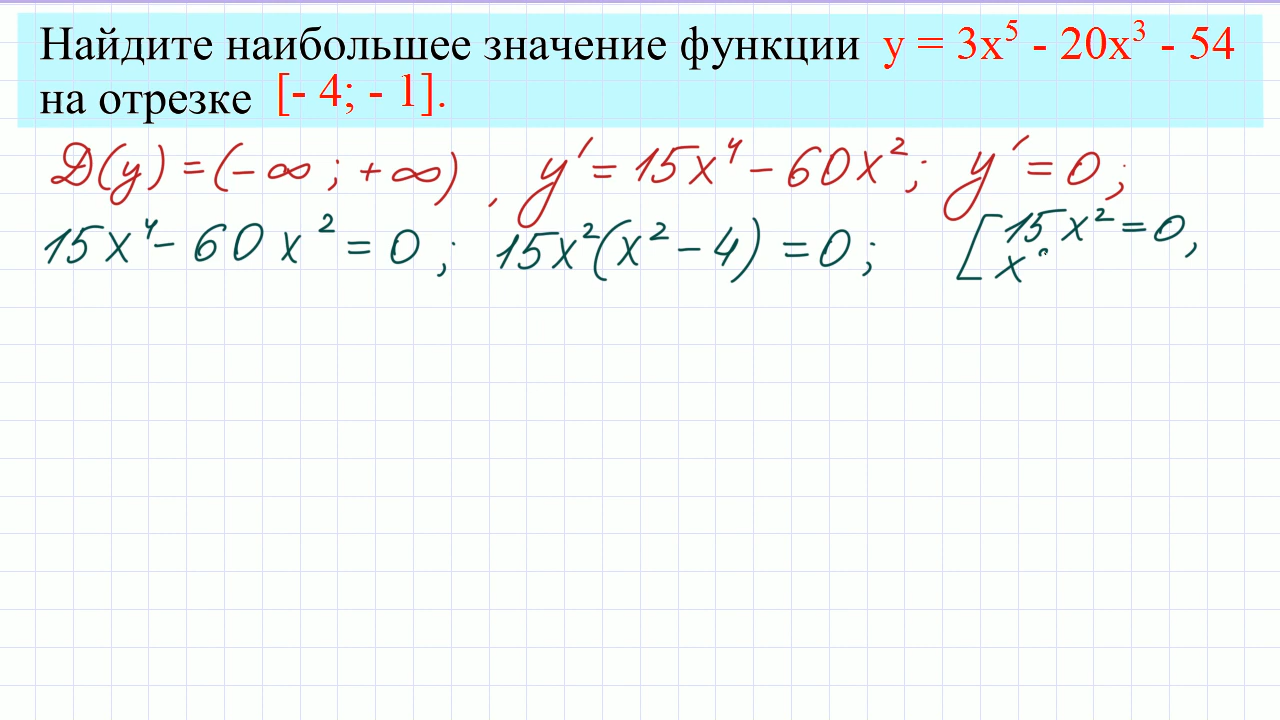 Найдите наибольшее значение функции y = 3x⁵ - 20x³ - 54
на отрезке [- 4; - 1].
D(y) = (-∞ ; +∞), y′ = 15x⁴ - 60x²; y′ = 0;
15x⁴ - 60x² = 0; 15x²(x² - 4) = 0; [15x² = 0,
x